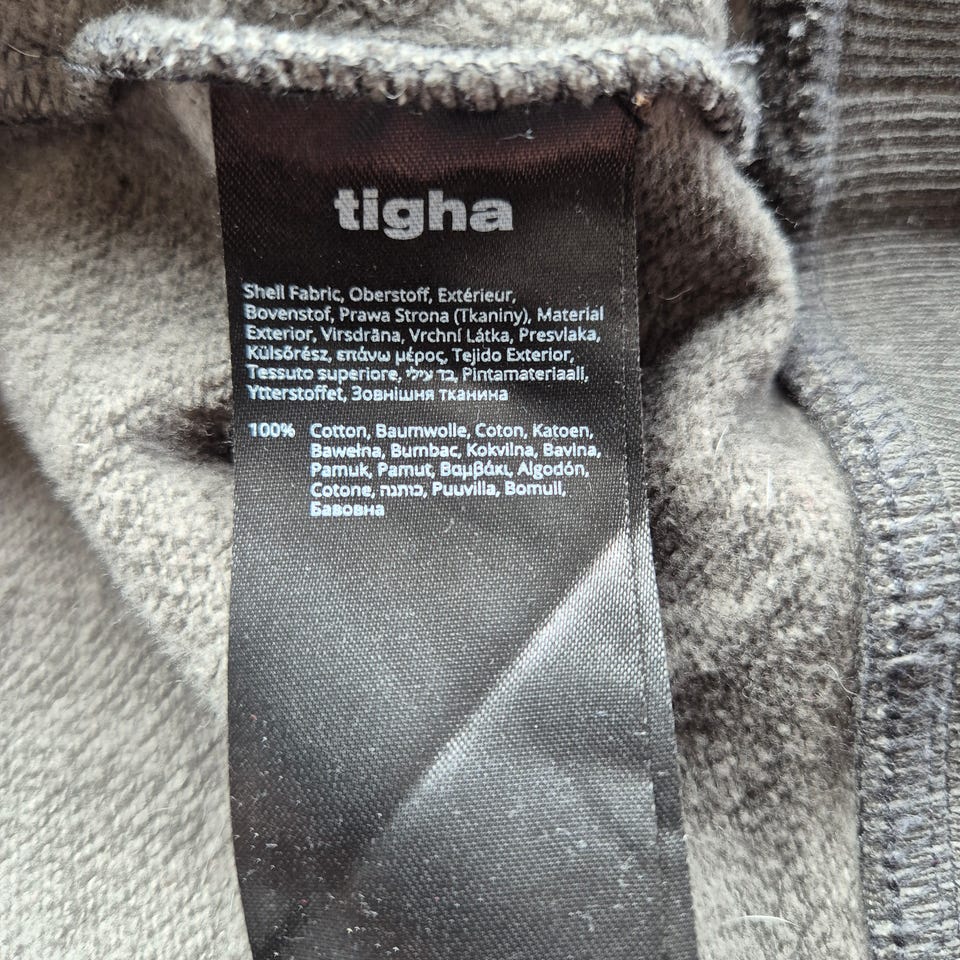 tigha
Shell Fabric, Oberstoff, Extérieur,
Bovenstof, Prawa Strona (Tkaniny), Material
Exterior, Virsdrāna, Vrchní Látka, Presvlaka,
Külsőrész, επάνω μέρος, Tejido Exterior,
Tessuto superiore, בד עילי, Pintamateriaali,
Ytterstoffet, Зовнішня тканина
100% Cotton, Baumwolle, Coton, Katoen,
Bawełna, Bumbac, Kokvilna, Bavlna,
Pamuk, Pamut, Βαμβάκι, Algodón,
Cotone, כותנה, Puuvilla, Bomull,
Бавовна